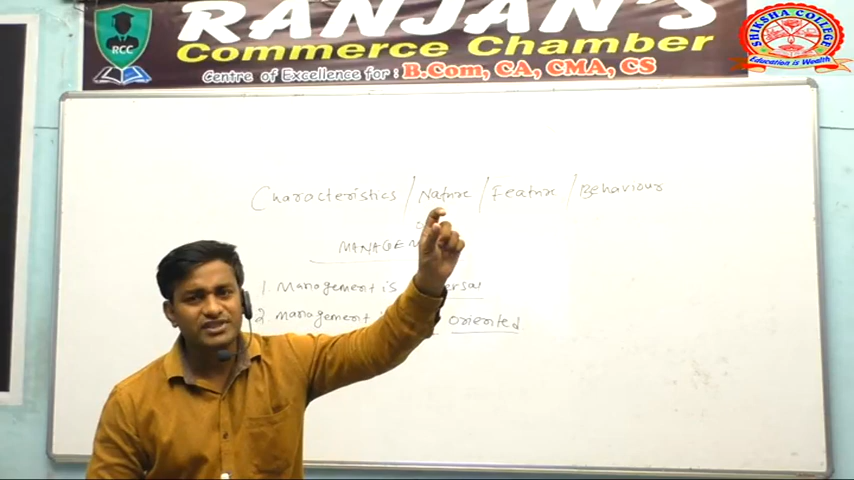 RANJAN'S
Commerce Chamber
Centre of Excellence for : B.Com, CA, CMA, CS
RCC
SHIKSHA COLLEGE
Education is Wealth
Characteristics / Nature / Feature / Behaviour
1. Management is
2. Management oriented